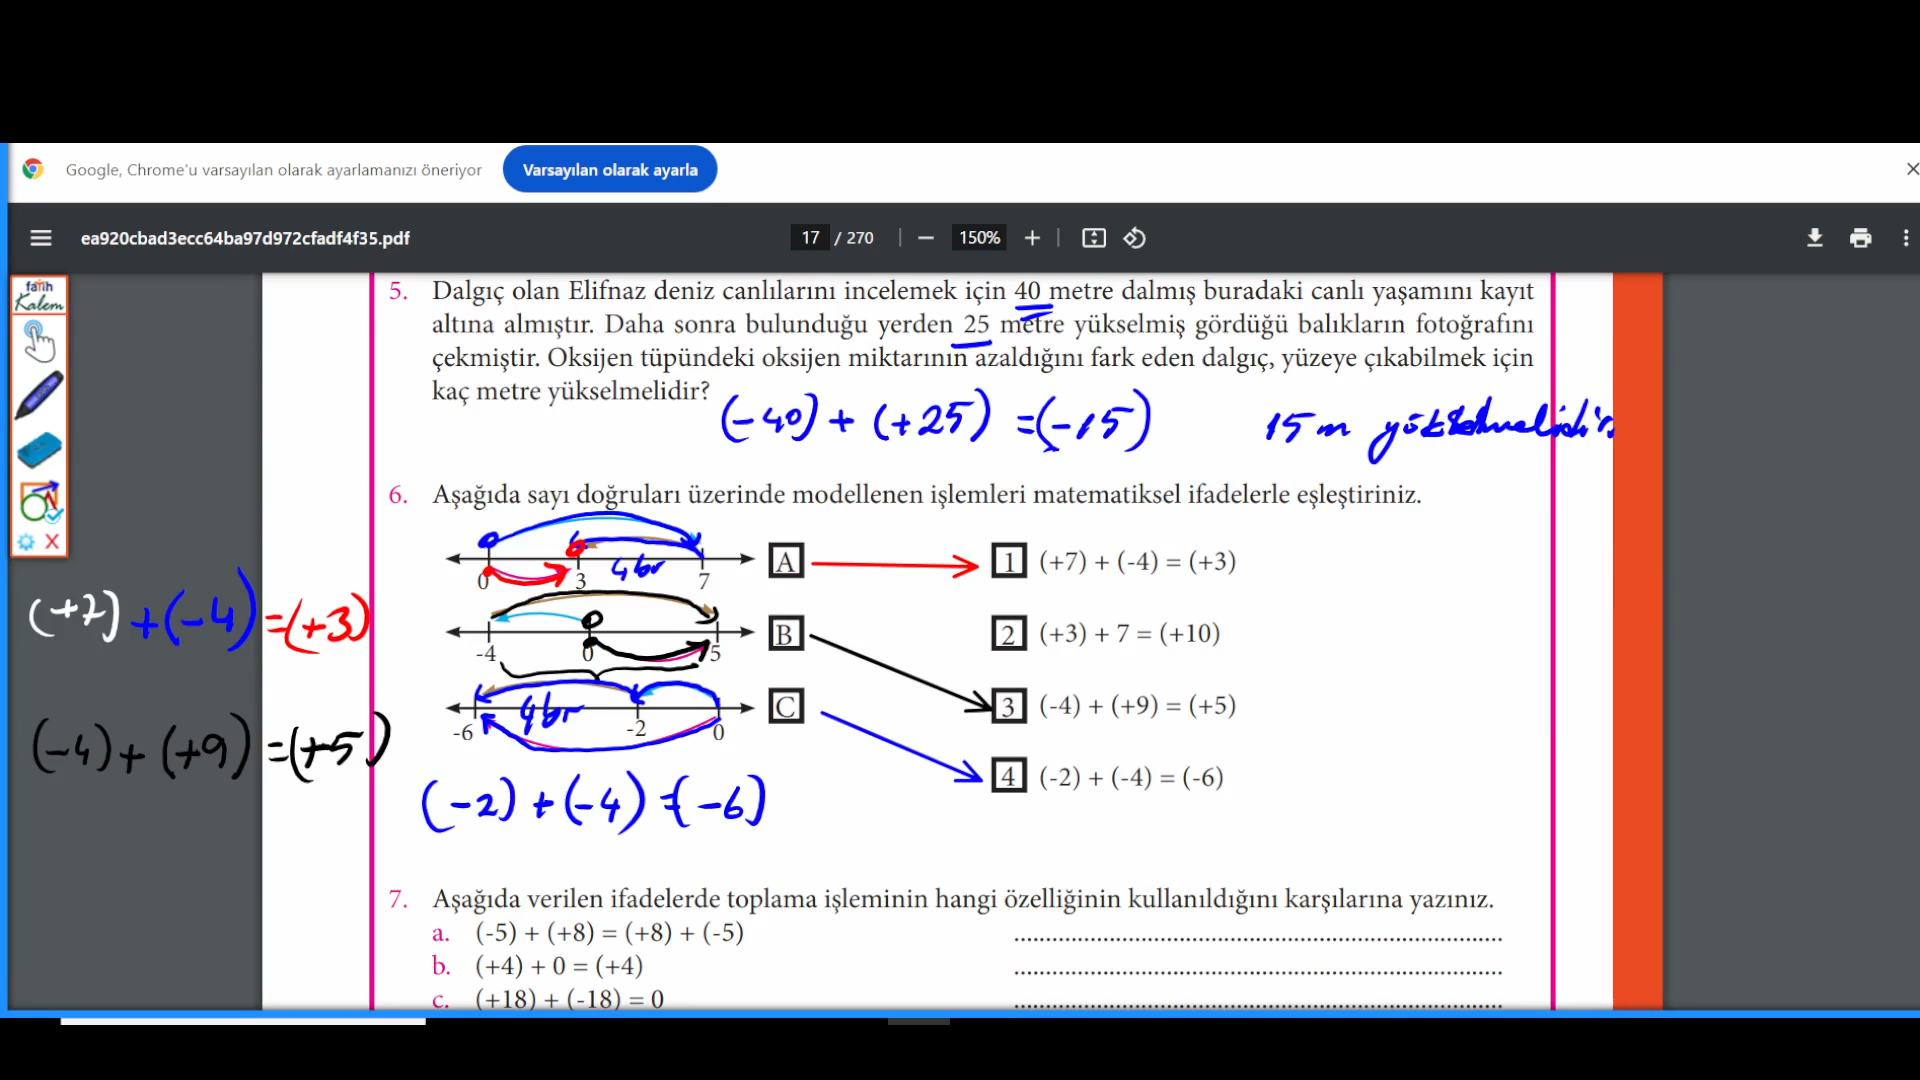 Google, Chrome'u varsayılan olarak ayarlamanızı öneriyor
Varsayılan olarak ayarla
ea920cbad3ecc64ba97d972cfadf4f35.pdf
17 / 270
150%
fatih
Kalem
5. Dalgıç olan Elifnaz deniz canlılarını incelemek için 40 metre dalmış buradaki canlı yaşamını kayıt
altına almıştır. Daha sonra bulunduğu yerden 25 metre yükselmiş gördüğü balıkların fotoğrafını
çekmiştir. Oksijen tüpündeki oksijen miktarının azaldığını fark eden dalgıç, yüzeye çıkabilmek için
kaç metre yükselmelidir?
(-40) + (+25) = (-15)
15 m
6. Aşağıda sayı doğruları üzerinde modellenen işlemleri matematiksel ifadelerle eşleştiriniz.
0 3 7
4 br
A
1 (+7) + (-4) = (+3)
(+7) + (-4) = (+3)
-4 0 5
B
2 (+3) + 7 = (+10)
-6 -2 0
4 br
C
3 (-4) + (+9) = (+5)
(-4) + (+9) = (+5)
4 (-2) + (-4) = (-6)
(-2) + (-4) = (-6)
7. Aşağıda verilen ifadelerde toplama işleminin hangi özelliğinin kullanıldığını karşılarına yazınız.
a. (-5) + (+8) = (+8) + (-5)
b. (+4) + 0 = (+4)
c. (+18) + (-18) = 0